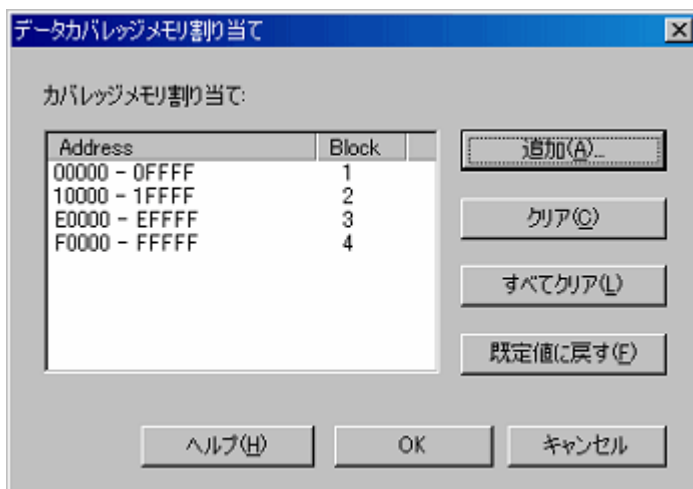 データカバレッジメモリ割り当て
カバレッジメモリ割り当て:
Address Block
00000 - 0FFFF 1
10000 - 1FFFF 2
E0000 - EFFFF 3
F0000 - FFFFF 4
追加(A)...
クリア(C)
すべてクリア(L)
既定値に戻す(F)
ヘルプ(H) OK キャンセル